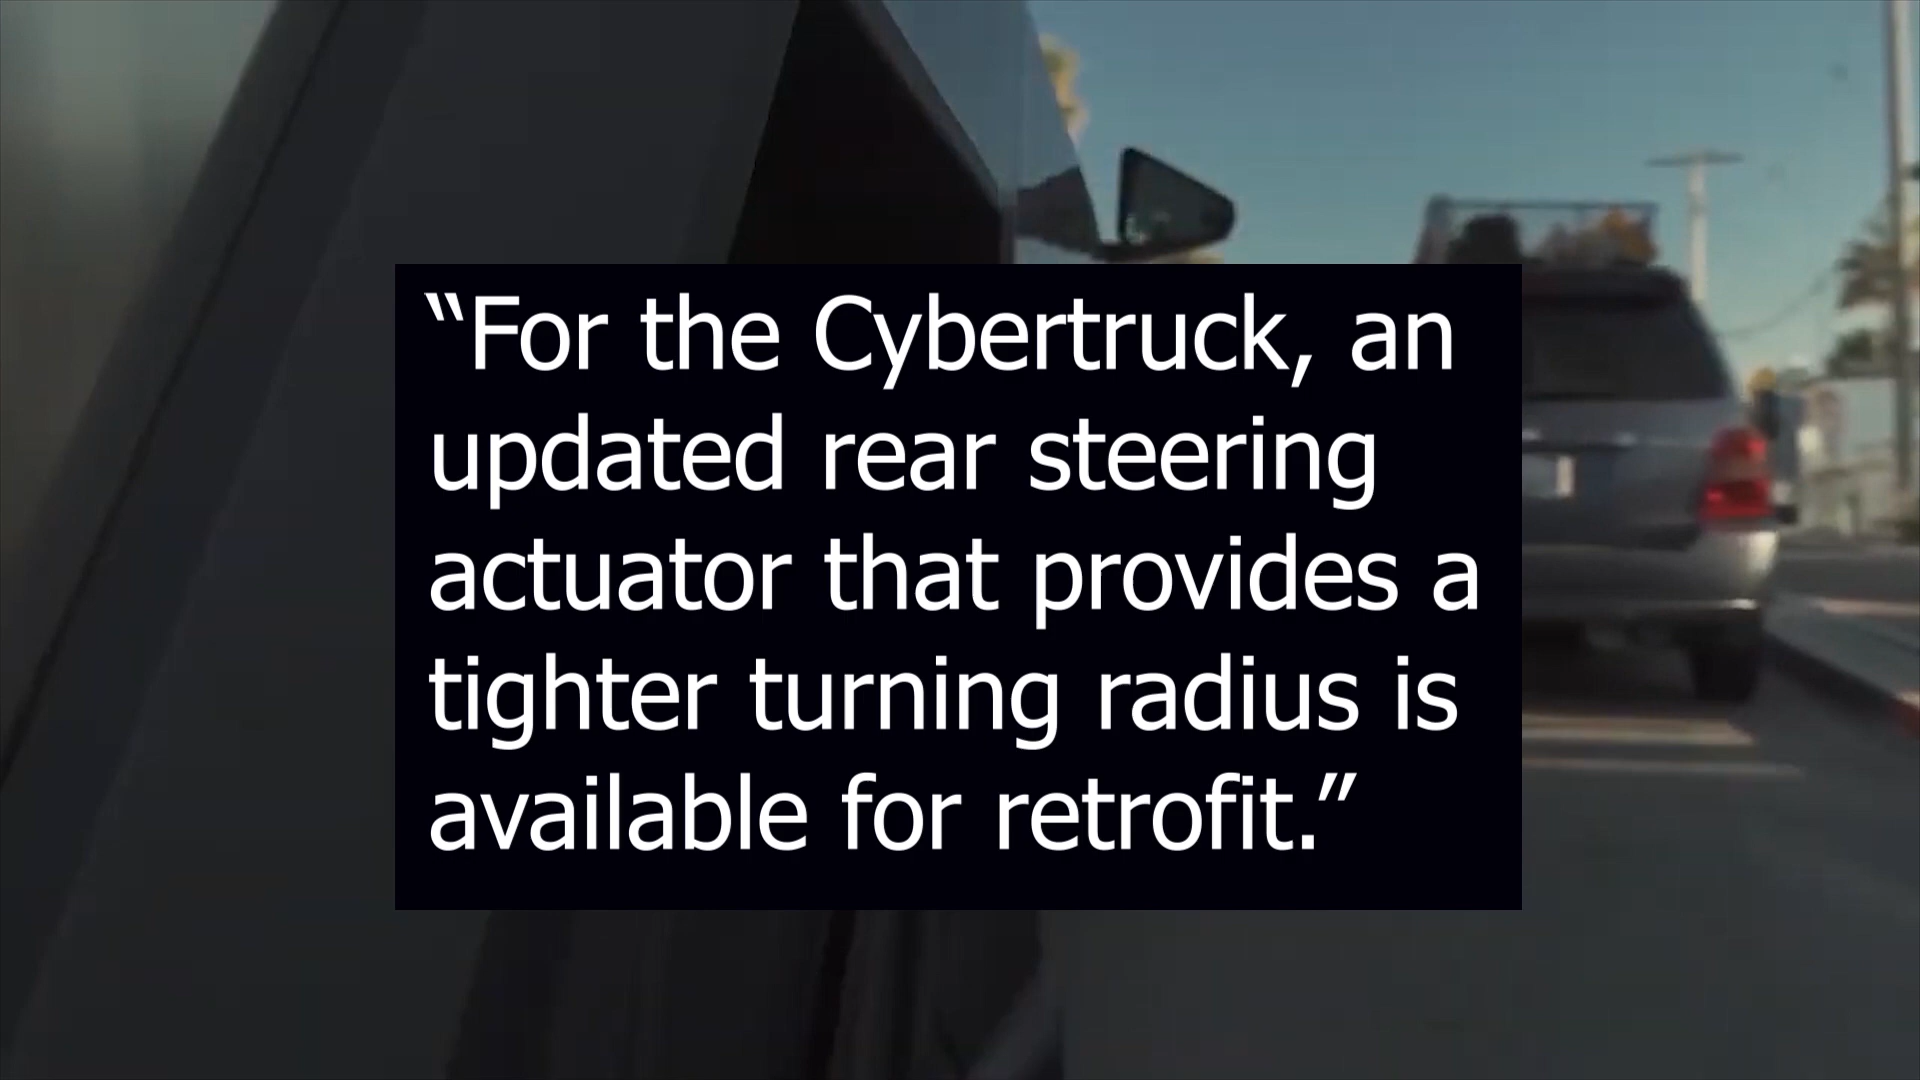 “For the Cybertruck, an
updated rear steering
actuator that provides a
tighter turning radius is
available for retrofit.”